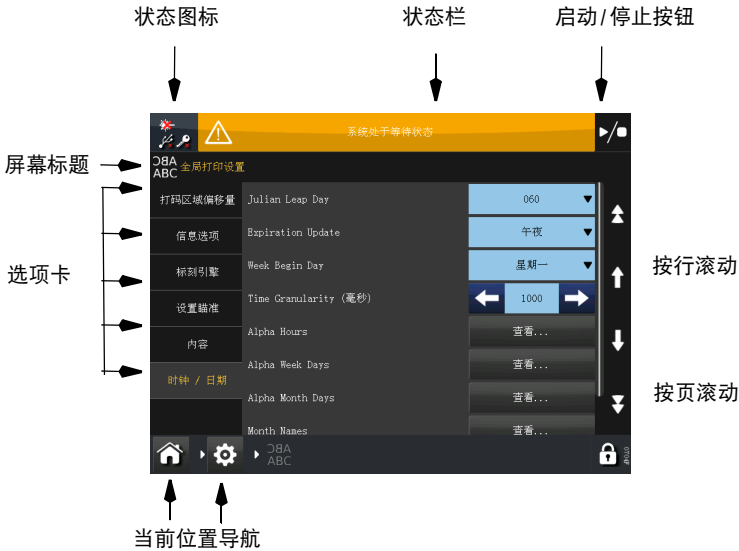 状态图标 状态栏 启动/停止按钮
系统处于等待状态
屏幕标题
ABC
ABC 全局打印设置
打码区域偏移量 Julian Leap Day 060
信息选项 Expiration Update 午夜
标刻引擎 Week Begin Day 星期一
按行滚动
选项卡
设置瞄准 Time Granularity (毫秒) 1000
内容 Alpha Hours 查看...
时钟 / 日期 Alpha Week Days 查看...
Alpha Month Days 查看...
按页滚动
Month Names 查看...
ABC
ABC
当前位置导航